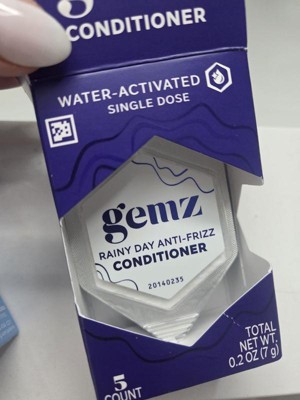 CONDITIONER
WATER-ACTIVATED
SINGLE DOSE
gemz
RAINY DAY ANTI-FRIZZ
CONDITIONER
20140235
5
COUNT
TOTAL
NET WT.
0.2 OZ (7 g)